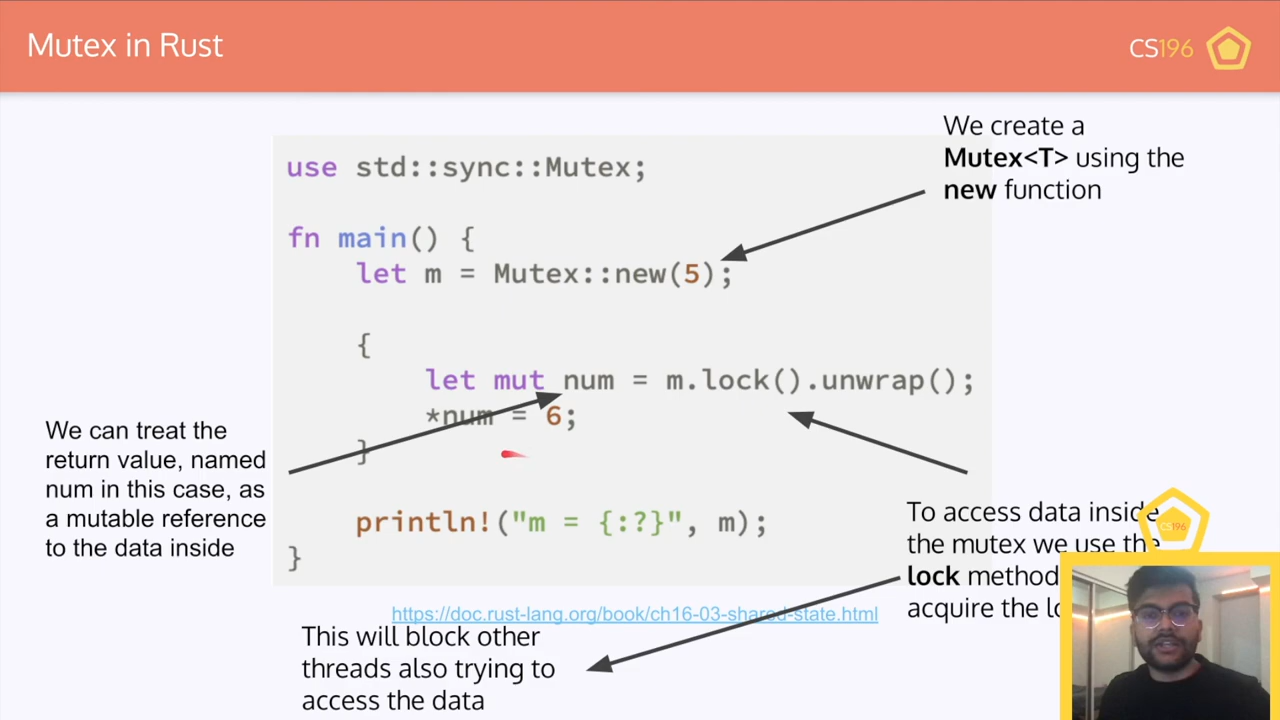 Mutex in Rust
CS196
We create a
Mutex<T> using the
new function
use std::sync::Mutex;
fn main() {
let m = Mutex::new(5);
{
let mut num = m.lock().unwrap();
*num = 6;
}
println!("m = {:?}", m);
}
We can treat the
return value, named
num in this case, as
a mutable reference
to the data inside
To access data inside
the mutex we use the
lock method
acquire the
CS196
https://doc.rust-lang.org/book/ch16-03-shared-state.html
This will block other
threads also trying to
access the data